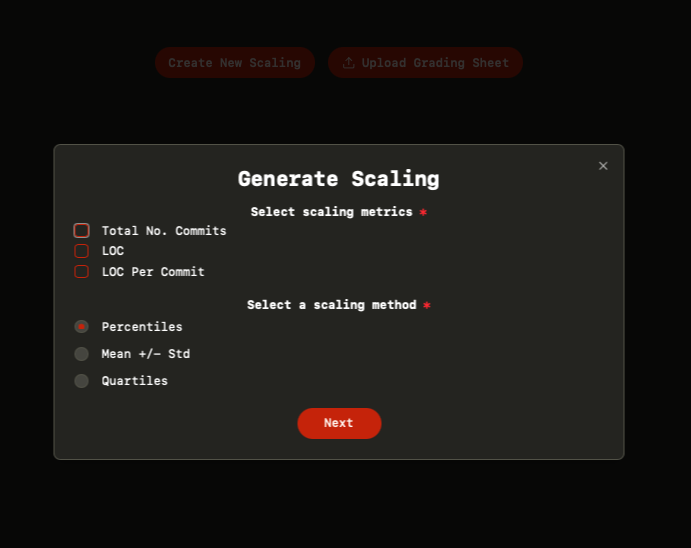 Create New Scaling
Upload Grading Sheet
Generate Scaling
Select scaling metrics *
Total No. Commits
LOC
LOC Per Commit
Select a scaling method *
Percentiles
Mean +/- Std
Quartiles
Next